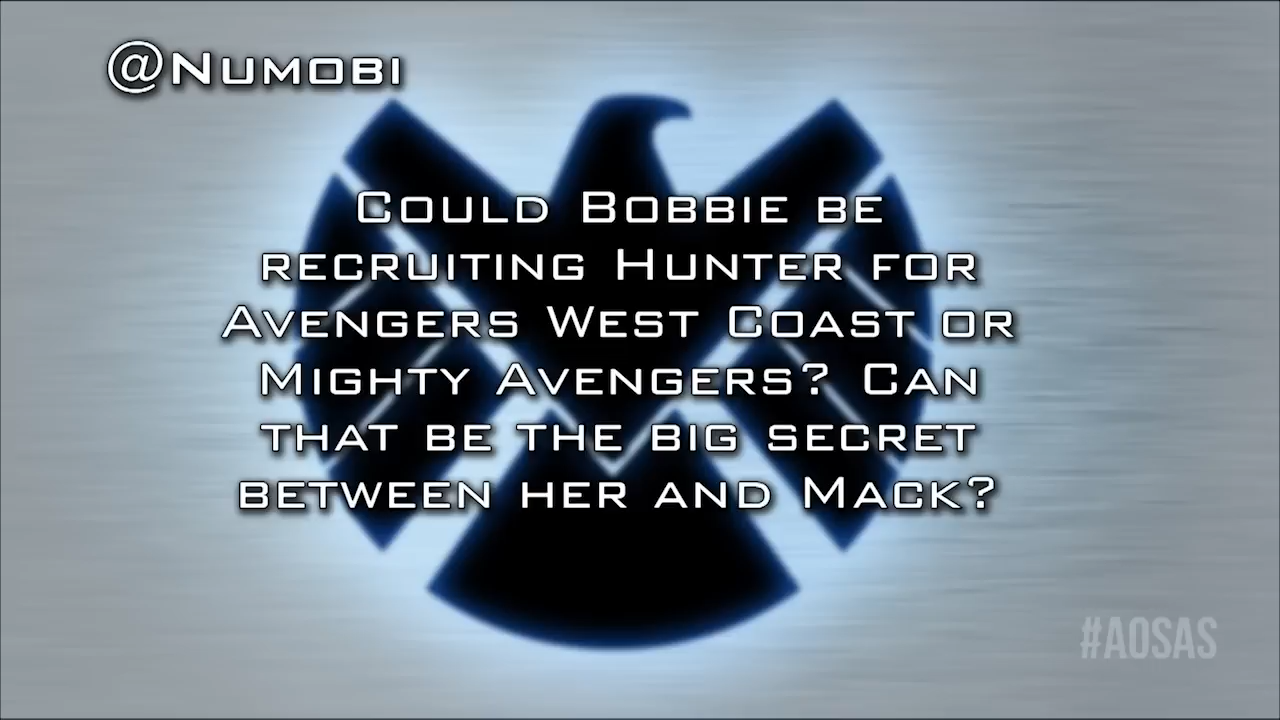 @Numobi
Could Bobbie be
recruiting Hunter for
Avengers West Coast or
Mighty Avengers? Can
that be the big secret
between her and Mack?
#AOSAS